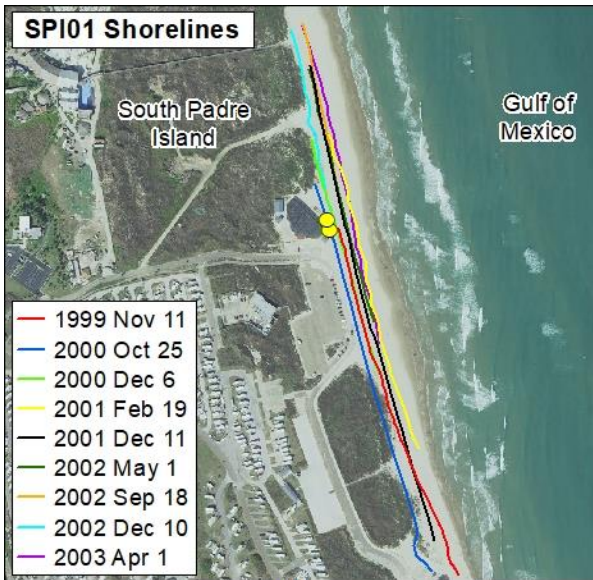 SPI01 Shorelines
South Padre
Island
Gulf of
Mexico
1999 Nov 11
2000 Oct 25
2000 Dec 6
2001 Feb 19
2001 Dec 11
2002 May 1
2002 Sep 18
2002 Dec 10
2003 Apr 1